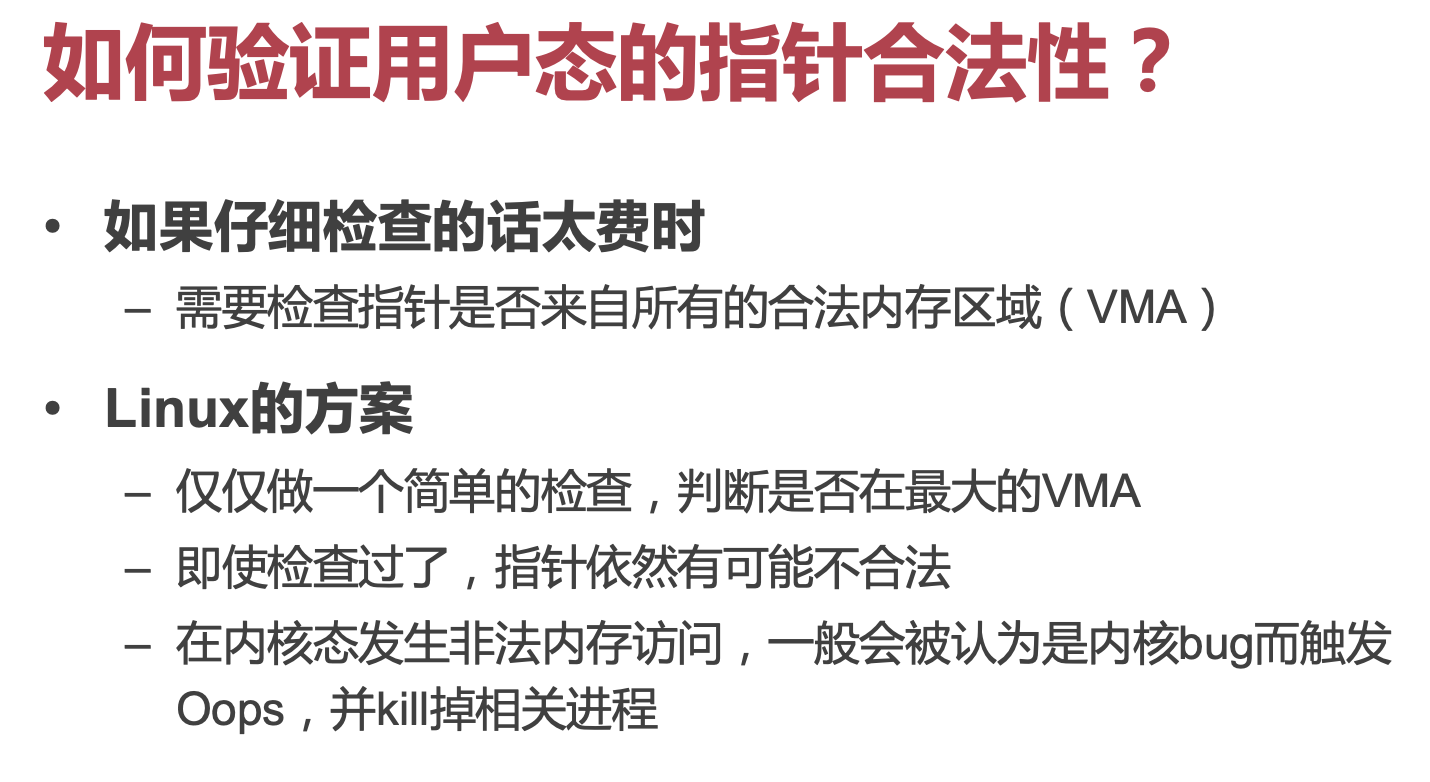 如何验证用户态的指针合法性？
• 如果仔细检查的话太费时
– 需要检查指针是否来自所有的合法内存区域（VMA）
• Linux的方案
– 仅仅做一个简单的检查，判断是否在最大的VMA
– 即使检查过了，指针依然有可能不合法
– 在内核态发生非法内存访问，一般会被认为是内核bug而触发
Oops，并kill掉相关进程